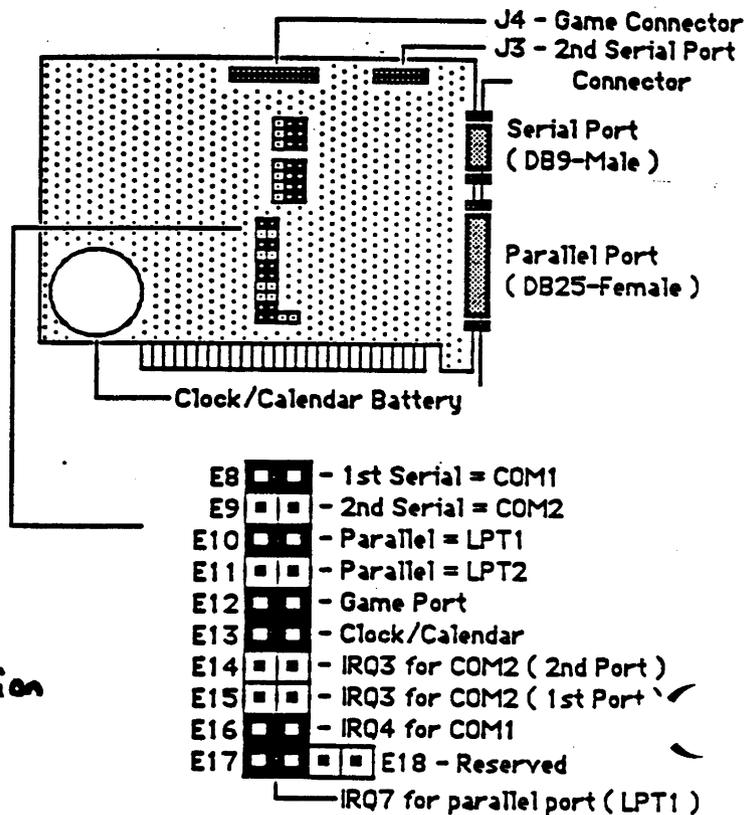 J4 - Game Connector
J3 - 2nd Serial Port
Connector
Serial Port
( DB9-Male )
Parallel Port
( DB25-Female )
Clock/Calendar Battery
E8 - 1st Serial = COM1
E9 - 2nd Serial = COM2
E10 - Parallel = LPT1
E11 - Parallel = LPT2
E12 - Game Port
E13 - Clock/Calendar
E14 - IRQ3 for COM2 ( 2nd Port )
E15 - IRQ3 for COM2 ( 1st Port
E16 - IRQ4 for COM1
E17 E18 - Reserved
IRQ7 for parallel port ( LPT1 )